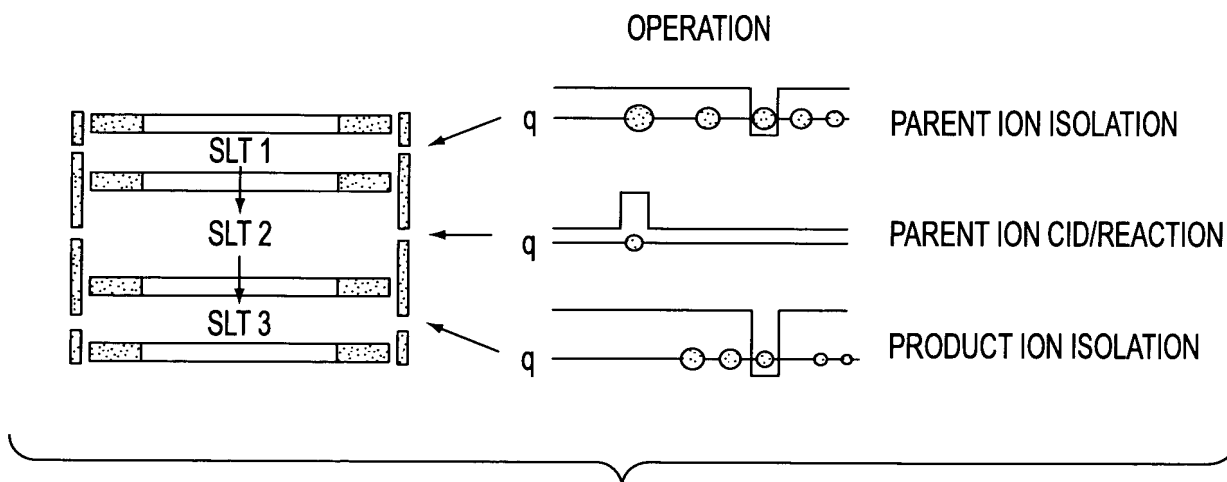 OPERATION
SLT 1
SLT 2
SLT 3
q
PARENT ION ISOLATION
q
PARENT ION CID/REACTION
q
PRODUCT ION ISOLATION